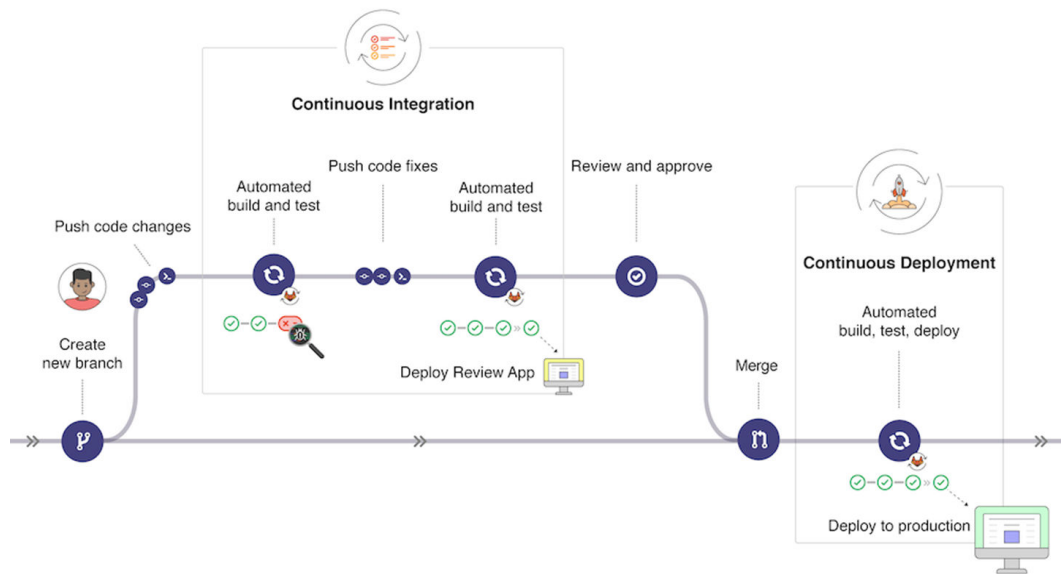 Continuous Integration
Push code fixes
Review and approve
Automated
build and test
Automated
build and test
Push code changes
Continuous Deployment
Automated
build, test, deploy
Create
new branch
Deploy Review App
Merge
Deploy to production